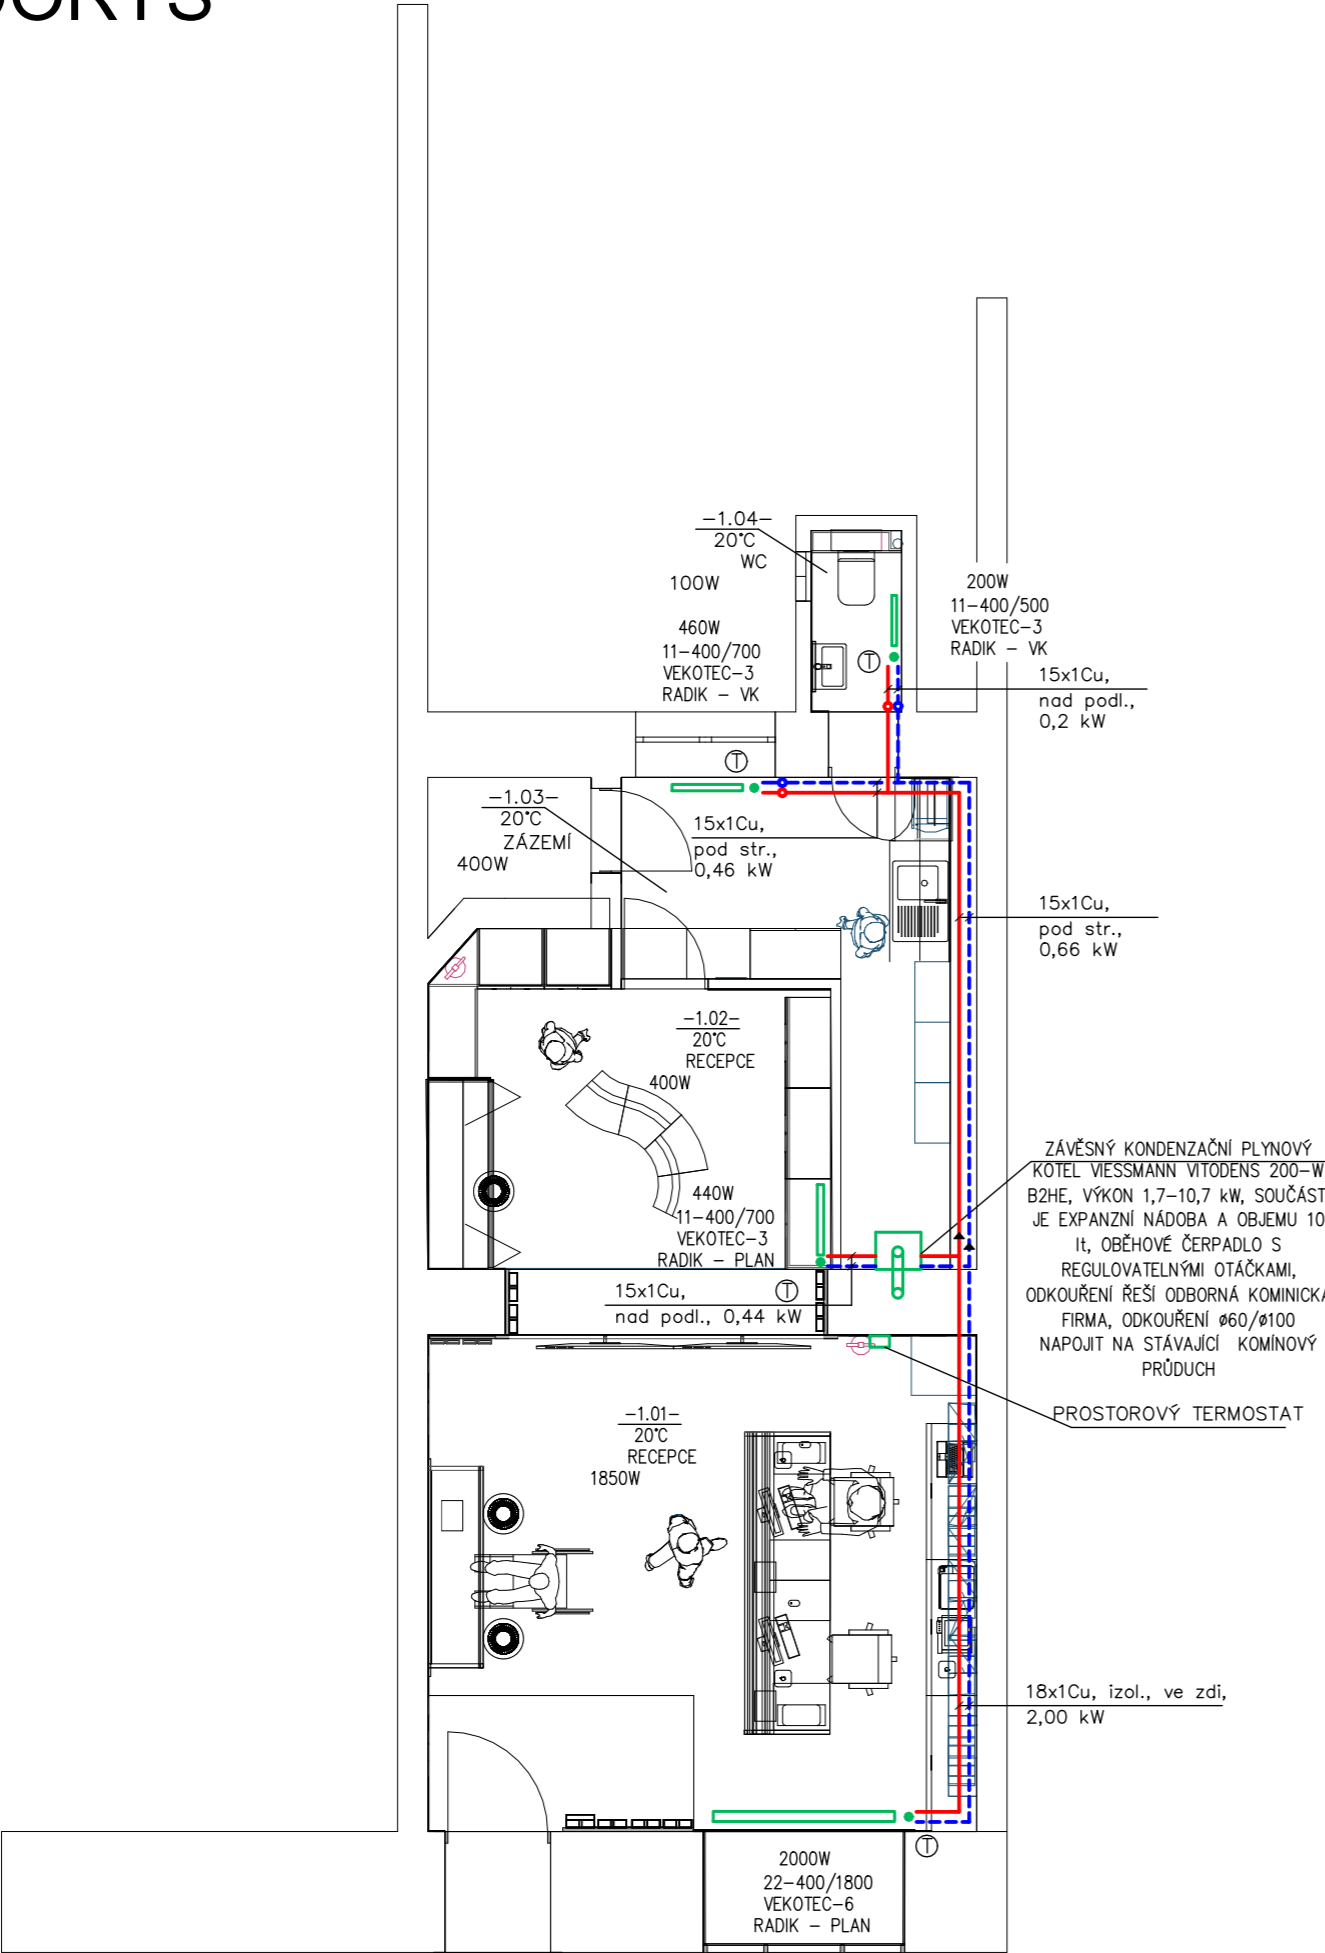 -1.04-
20°C
WC
100W
460W
11-400/700
VEKOTEC-3
RADIK - VK
200W
11-400/500
VEKOTEC-3
RADIK - VK
15x1Cu,
nad podl.,
0,2 kW
T
T
-1.03-
20°C
ZÁZEMÍ
400W
15x1Cu,
pod str.,
0,46 kW
15x1Cu,
pod str.,
0,66 kW
-1.02-
20°C
RECEPCE
400W
440W
11-400/700
VEKOTEC-3
RADIK - PLAN
15x1Cu,
nad podl., 0,44 kW
T
ZÁVĚSNÝ KONDENZAČNÍ PLYNOVÝ
KOTEL VIESSMANN VITODENS 200-W
B2HE, VÝKON 1,7-10,7 kW, SOUČÁST
JE EXPANZNÍ NÁDOBA A OBJEMU 10
lt, OBĚHOVÉ ČERPADLO S
REGULOVATELNÝMI OTÁČKAMI,
ODKOUŘENÍ ŘEŠÍ ODBORNÁ KOMINICKÁ
FIRMA, ODKOUŘENÍ ø60/ø100
NAPOJIT NA STÁVAJÍCÍ KOMÍNOVÝ
PRŮDUCH
PROSTOROVÝ TERMOSTAT
-1.01-
20°C
RECEPCE
1850W
18x1Cu, izol., ve zdi,
2,00 kW
T
2000W
22-400/1800
VEKOTEC-6
RADIK - PLAN